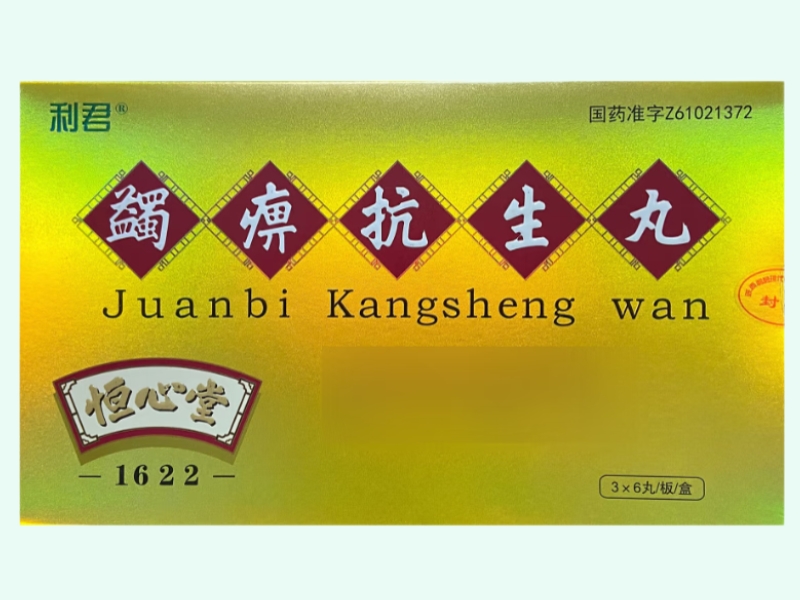 利君®
国药准字Z61021372
蠲痹抗生丸
Juanbi Kangsheng wan
封
恒心堂
—1622—
3×6丸/板/盒